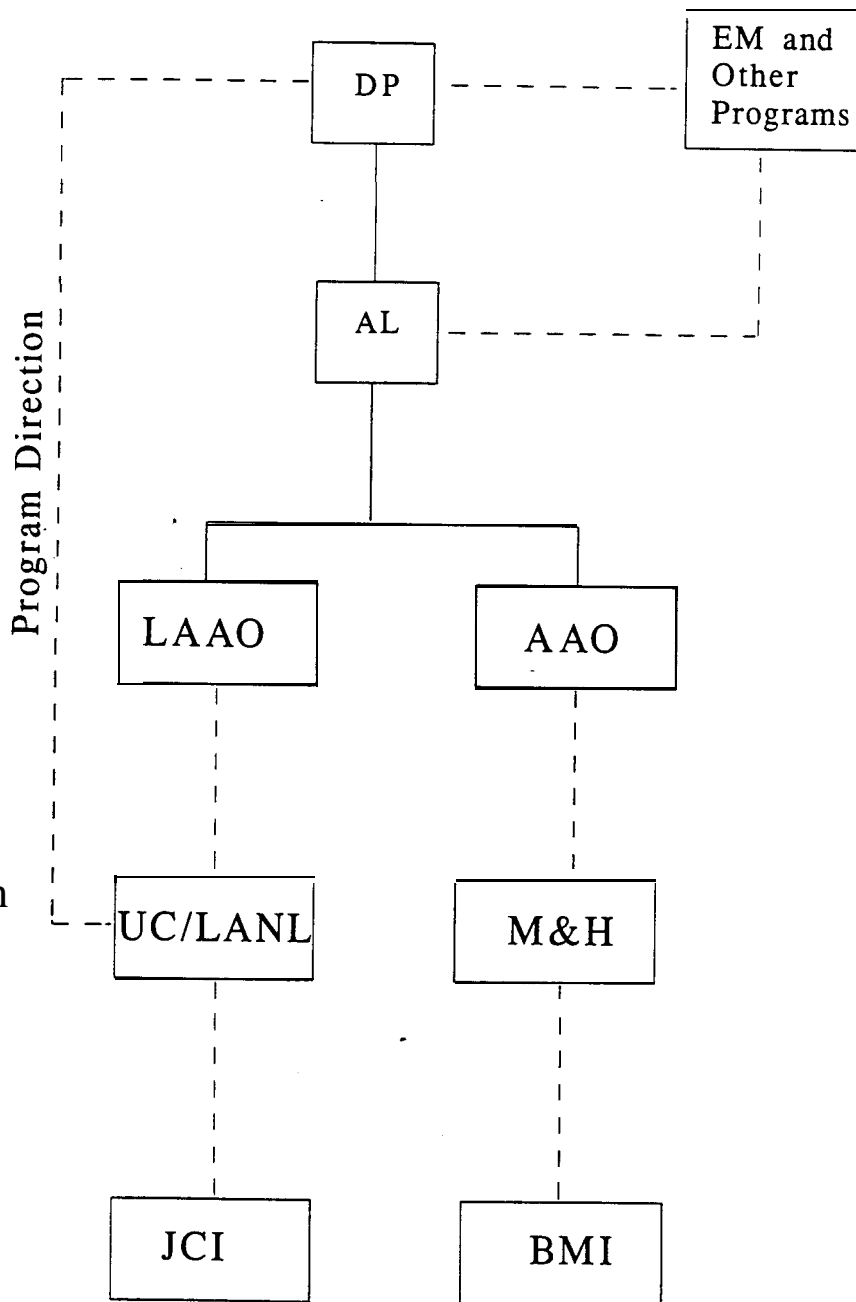 DP
EM and
Other
Programs
AL
Program Direction
LAAO
AAO
UC/LANL
M&H
JCI
BMI